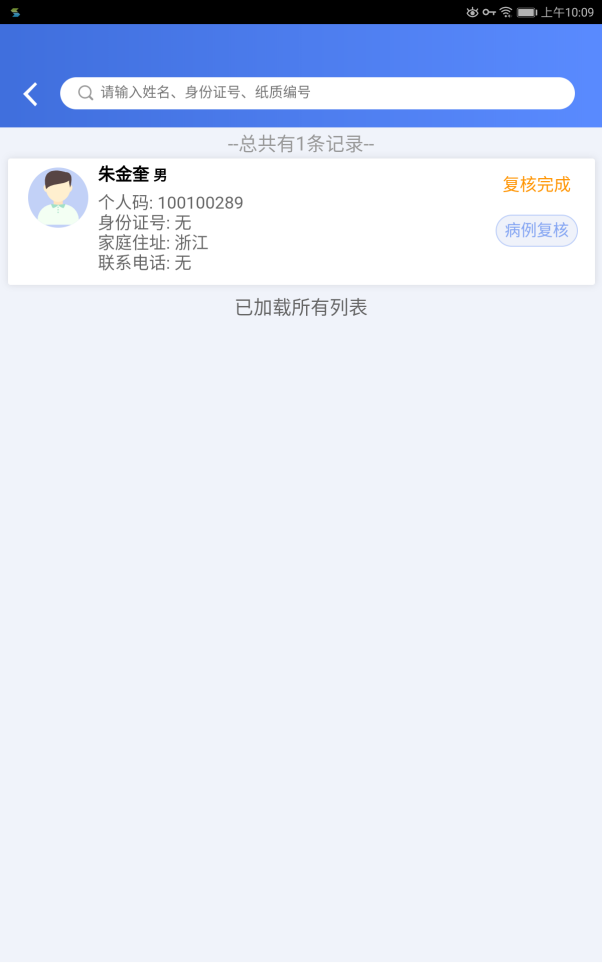 上午10:09
请输入姓名、身份证号、纸质编号
--总共有1条记录--
朱金奎 男
复核完成
个人码: 100100289
身份证号: 无
病例复核
家庭住址: 浙江
联系电话: 无
已加载所有列表